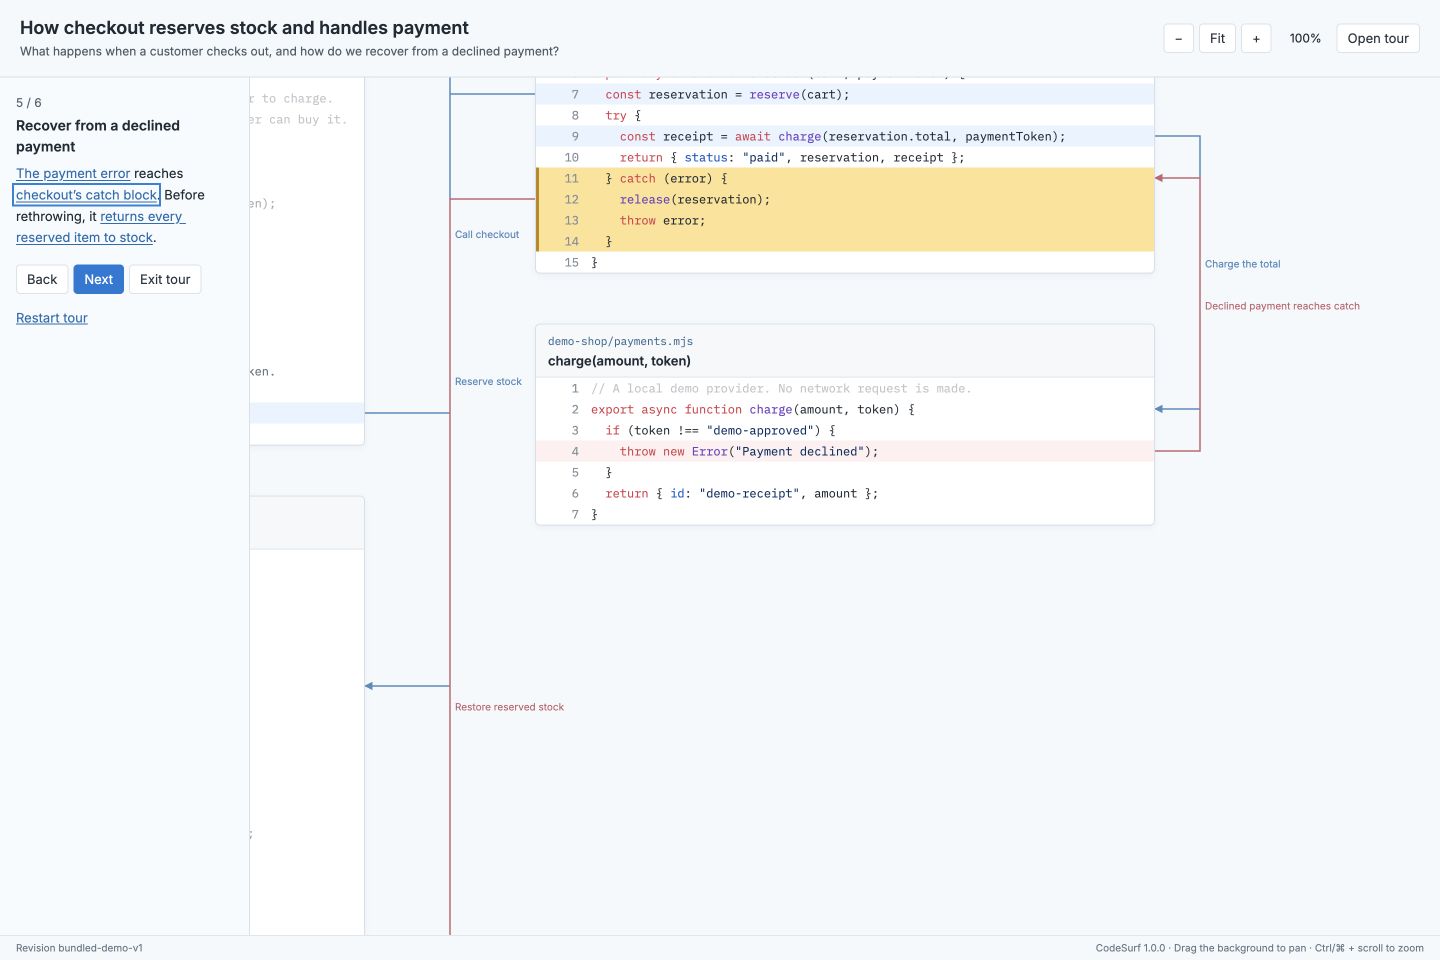 How checkout reserves stock and handles payment
What happens when a customer checks out, and how do we recover from a declined payment?
−
Fit
+
100%
Open tour
5 / 6
Recover from a declined
payment
The payment error reaches
checkout’s catch block. Before
rethrowing, it returns every
reserved item to stock.
Back
Next
Exit tour
Restart tour
to charge.
can buy it.
en);
ken.
;
7 const reservation = reserve(cart);
8 try {
9 const receipt = await charge(reservation.total, paymentToken);
10 return { status: "paid", reservation, receipt };
11 } catch (error) {
12 release(reservation);
13 throw error;
14 }
15 }
Call checkout
Charge the total
Declined payment reaches catch
Reserve stock
demo-shop/payments.mjs
charge(amount, token)
1 // A local demo provider. No network request is made.
2 export async function charge(amount, token) {
3 if (token !== "demo-approved") {
4 throw new Error("Payment declined");
5 }
6 return { id: "demo-receipt", amount };
7 }
Restore reserved stock
Revision bundled-demo-v1
CodeSurf 1.0.0 · Drag the background to pan · Ctrl/⌘ + scroll to zoom